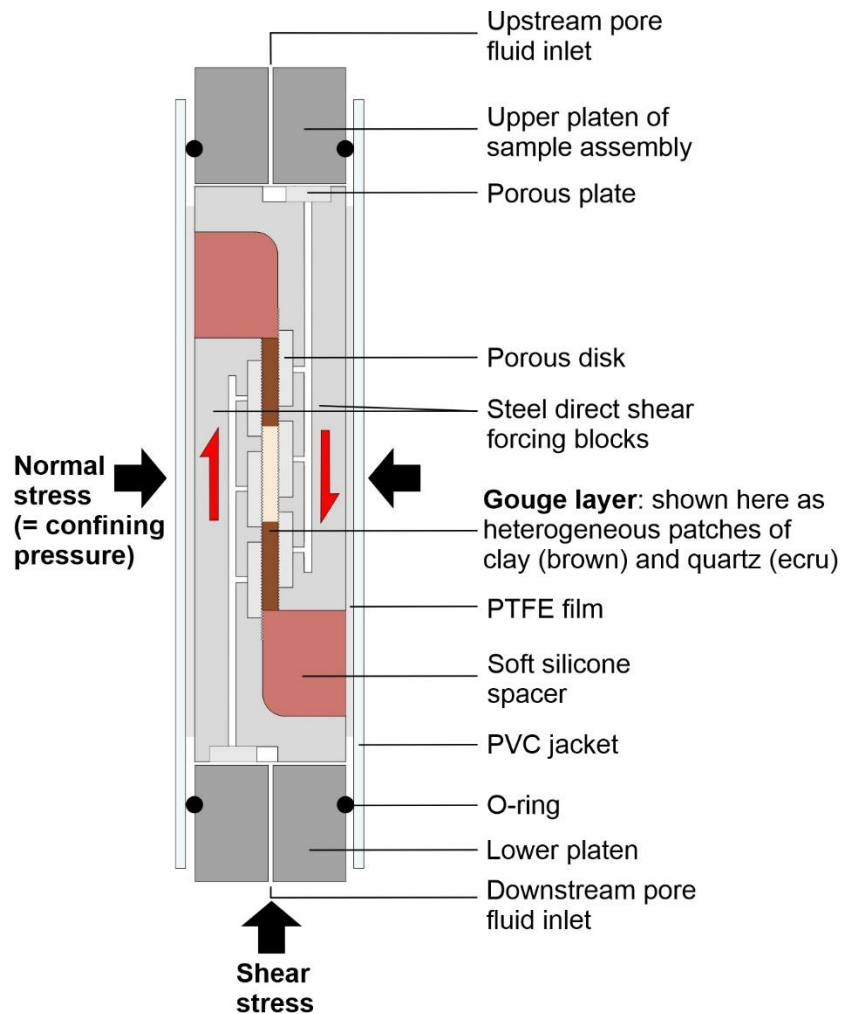 Upstream pore
fluid inlet
Upper platen of
sample assembly
Porous plate
Porous disk
Steel direct shear
forcing blocks
Normal
stress
(= confining
pressure)
Gouge layer: shown here as
heterogeneous patches of
clay (brown) and quartz (ecru)
PTFE film
Soft silicone
spacer
PVC jacket
O-ring
Lower platen
Downstream pore
fluid inlet
Shear
stress